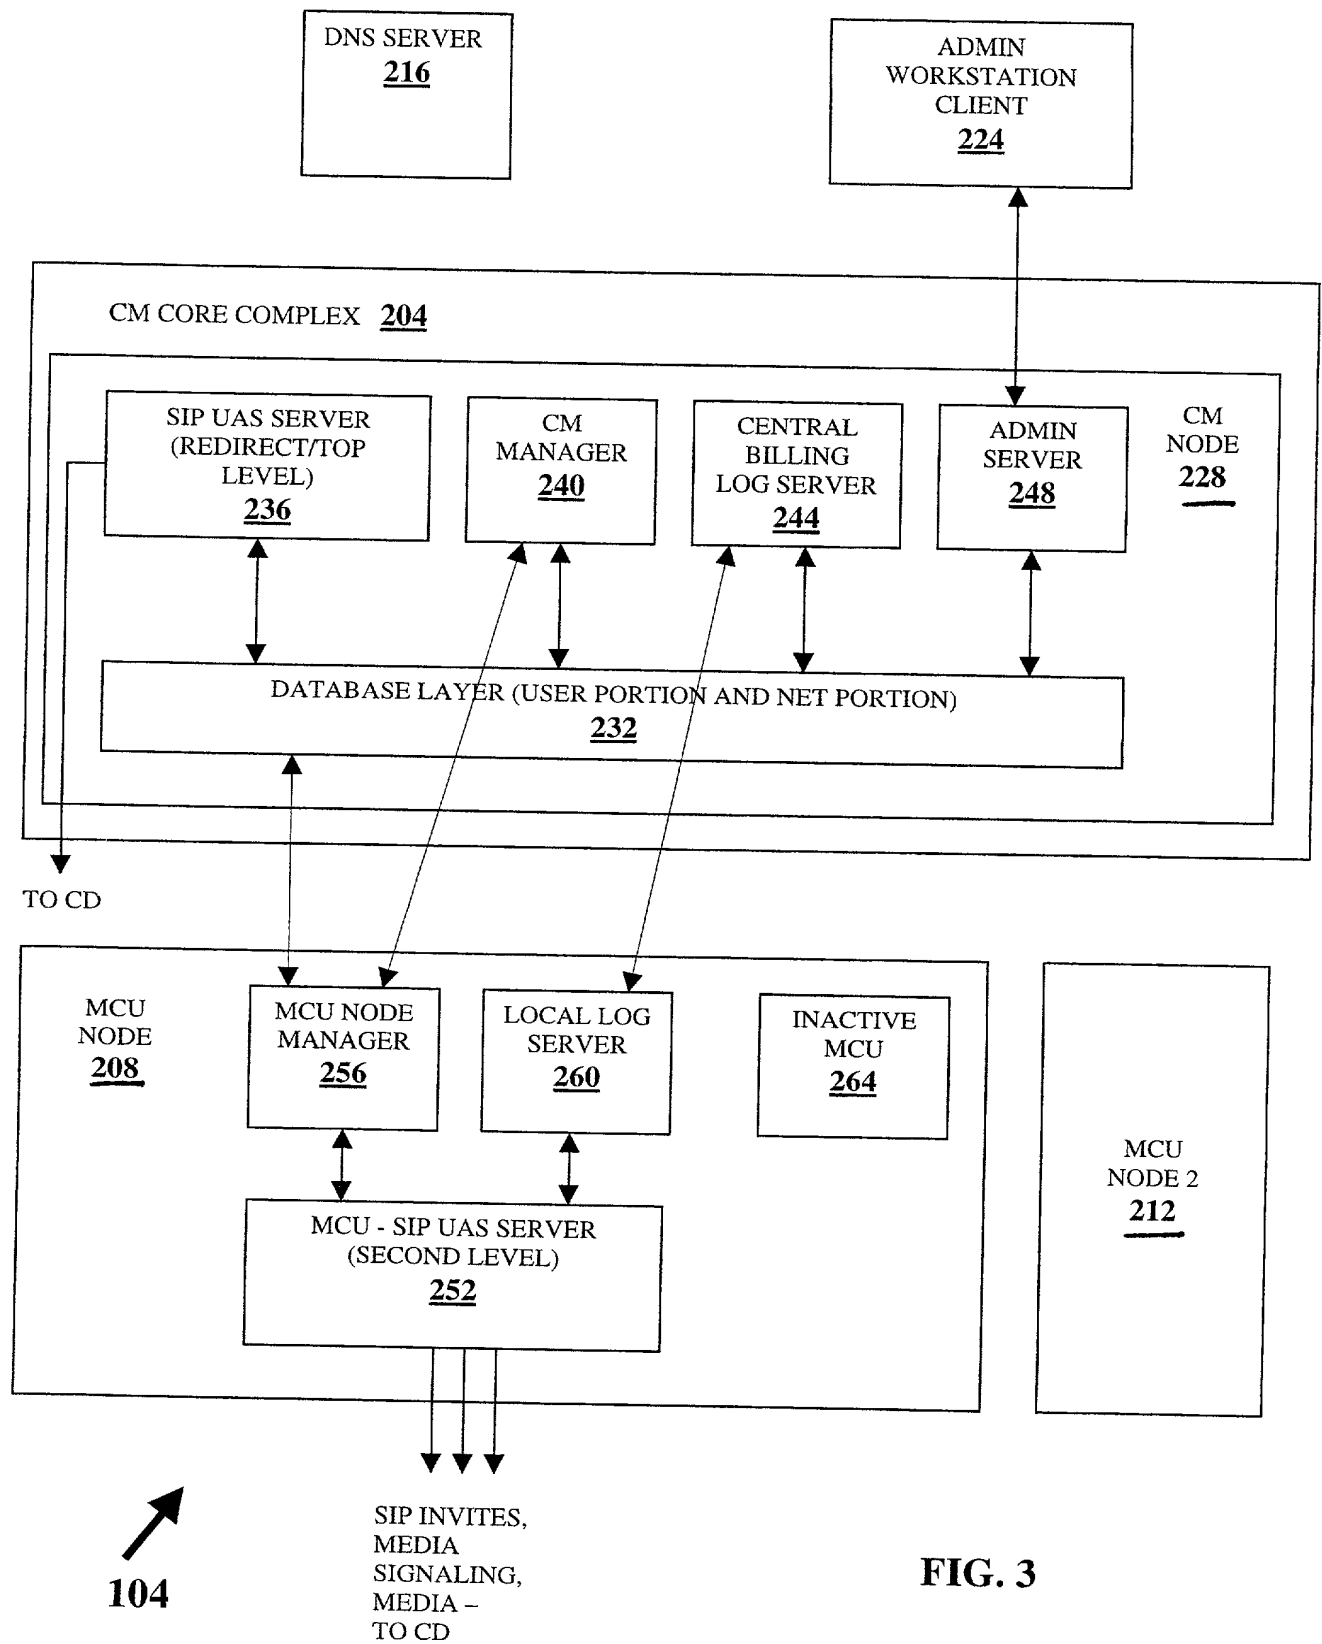 DNS SERVER
216
ADMIN
WORKSTATION
CLIENT
224
CM CORE COMPLEX 204
SIP UAS SERVER
(REDIRECT/TOP
LEVEL)
236
CM
MANAGER
240
CENTRAL
BILLING
LOG SERVER
244
ADMIN
SERVER
248
CM
NODE
228
DATABASE LAYER (USER PORTION AND NET PORTION)
232
TO CD
MCU
NODE
208
MCU NODE
MANAGER
256
LOCAL LOG
SERVER
260
INACTIVE
MCU
264
MCU
NODE 2
212
MCU - SIP UAS SERVER
(SECOND LEVEL)
252
SIP INVITES,
MEDIA
SIGNALING,
MEDIA –
TO CD
104
FIG. 3